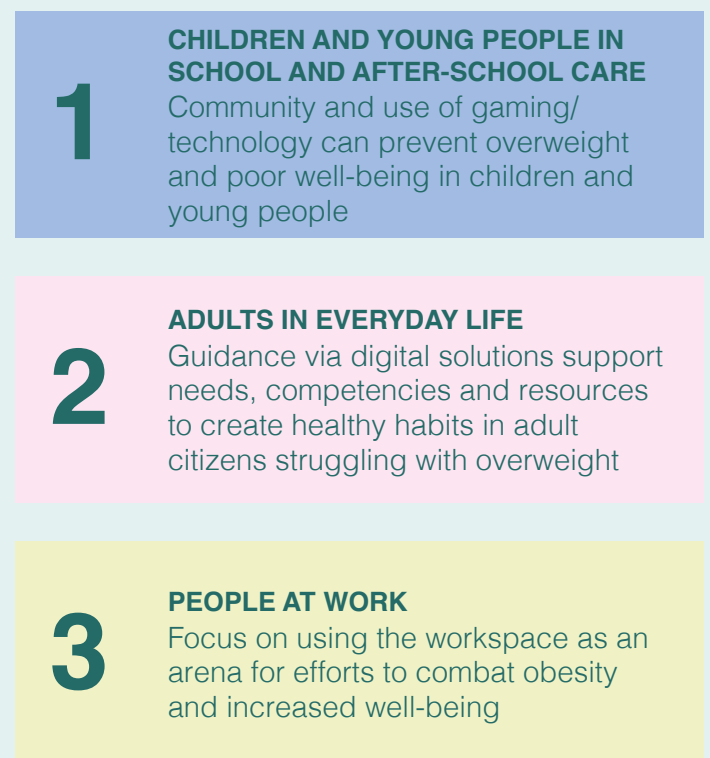 1
CHILDREN AND YOUNG PEOPLE IN
SCHOOL AND AFTER-SCHOOL CARE
Community and use of gaming/
technology can prevent overweight
and poor well-being in children and
young people
2
ADULTS IN EVERYDAY LIFE
Guidance via digital solutions support
needs, competencies and resources
to create healthy habits in adult
citizens struggling with overweight
3
PEOPLE AT WORK
Focus on using the workspace as an
arena for efforts to combat obesity
and increased well-being